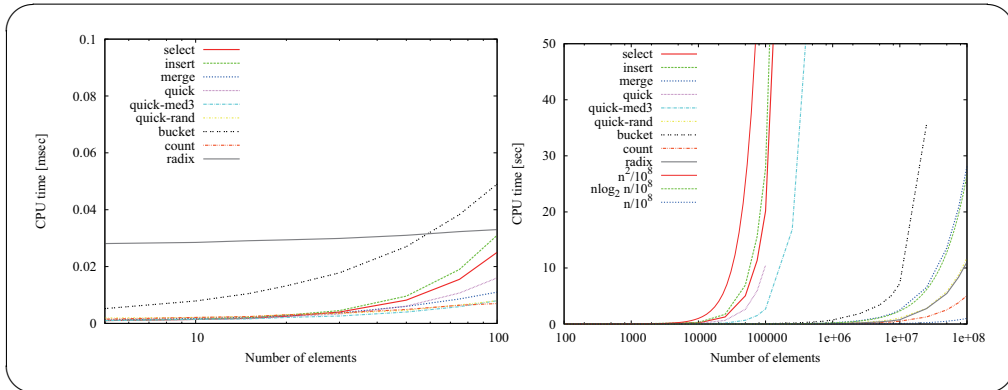 0.1
0.08
0.06
0.04
0.02
0
10
100
CPU time [msec]
Number of elements
select
insert
merge
quick
quick-med3
quick-rand
bucket
count
radix
50
40
30
20
10
0
100
1000
10000
100000
1e+06
1e+07
1e+08
CPU time [sec]
Number of elements
select
insert
merge
quick
quick-med3
quick-rand
bucket
count
radix
n²/10⁸
nlog₂ n/10⁸
n/10⁸